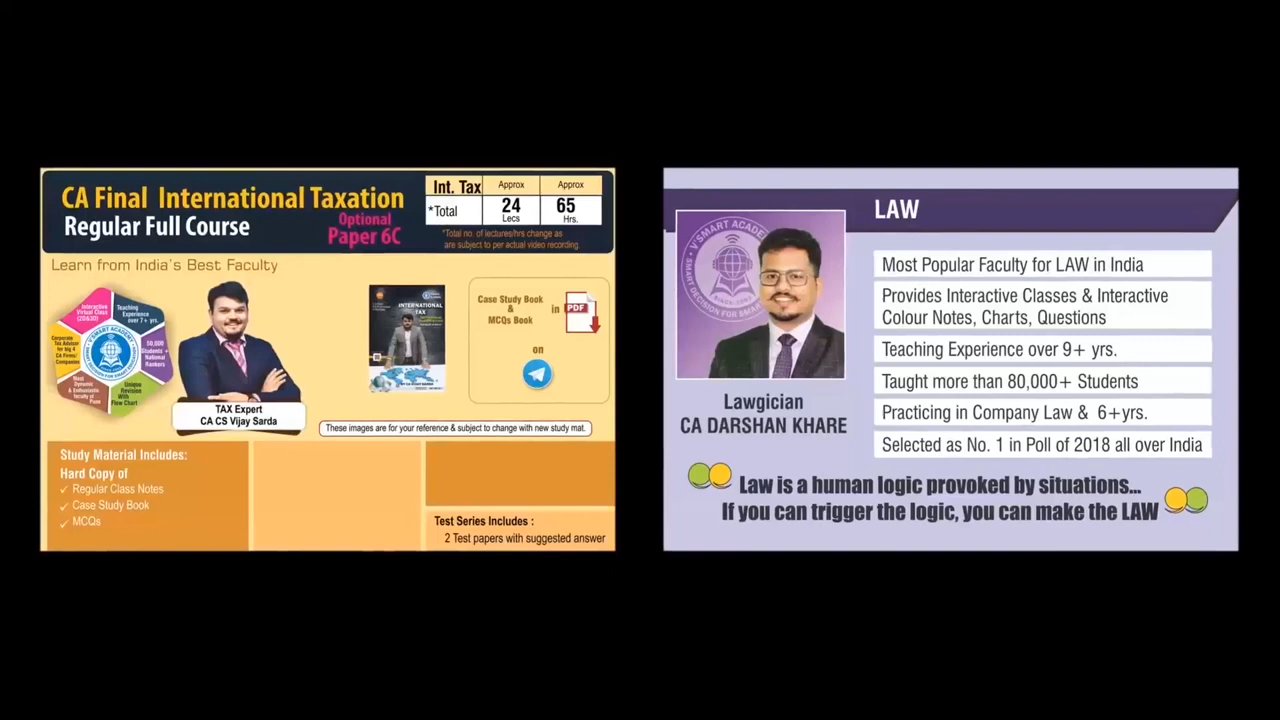 CA Final International Taxation
Regular Full Course
Optional
Paper 6C
Int. Tax
Approx
Approx
*Total
24
Lecs
65
Hrs.
*Total no. of lectures/hrs change as
are subject to per actual video recording
Learn from India's Best Faculty
Interactive
Virtual Class
Teaching
Experience
over 7+ yrs.
Corporate
Tax Advisor
for big 4
CA Firms/
Companies
50,000
Students +
National
Rankers
Most
Dynamic
& Enthusiastic
faculty of
Pune
Unique
Revision
With
Flow Chart
TAX Expert
CA CS Vijay Sarda
INTERNATIONAL
TAX
Case Study Book
&
MCQs Book
in
PDF
on
These images are for your reference & subject to change with new study mat.
Study Material Includes:
Hard Copy of
✓ Regular Class Notes
✓ Case Study Book
✓ MCQs
Test Series Includes :
2 Test papers with suggested answer
LAW
V'SMART ACADEMY
SMART DECISION FOR SMART
Lawgician
CA DARSHAN KHARE
Most Popular Faculty for LAW in India
Provides Interactive Classes & Interactive
Colour Notes, Charts, Questions
Teaching Experience over 9+ yrs.
Taught more than 80,000+ Students
Practicing in Company Law & 6+yrs.
Selected as No. 1 in Poll of 2018 all over India
Law is a human logic provoked by situations...
If you can trigger the logic, you can make the LAW